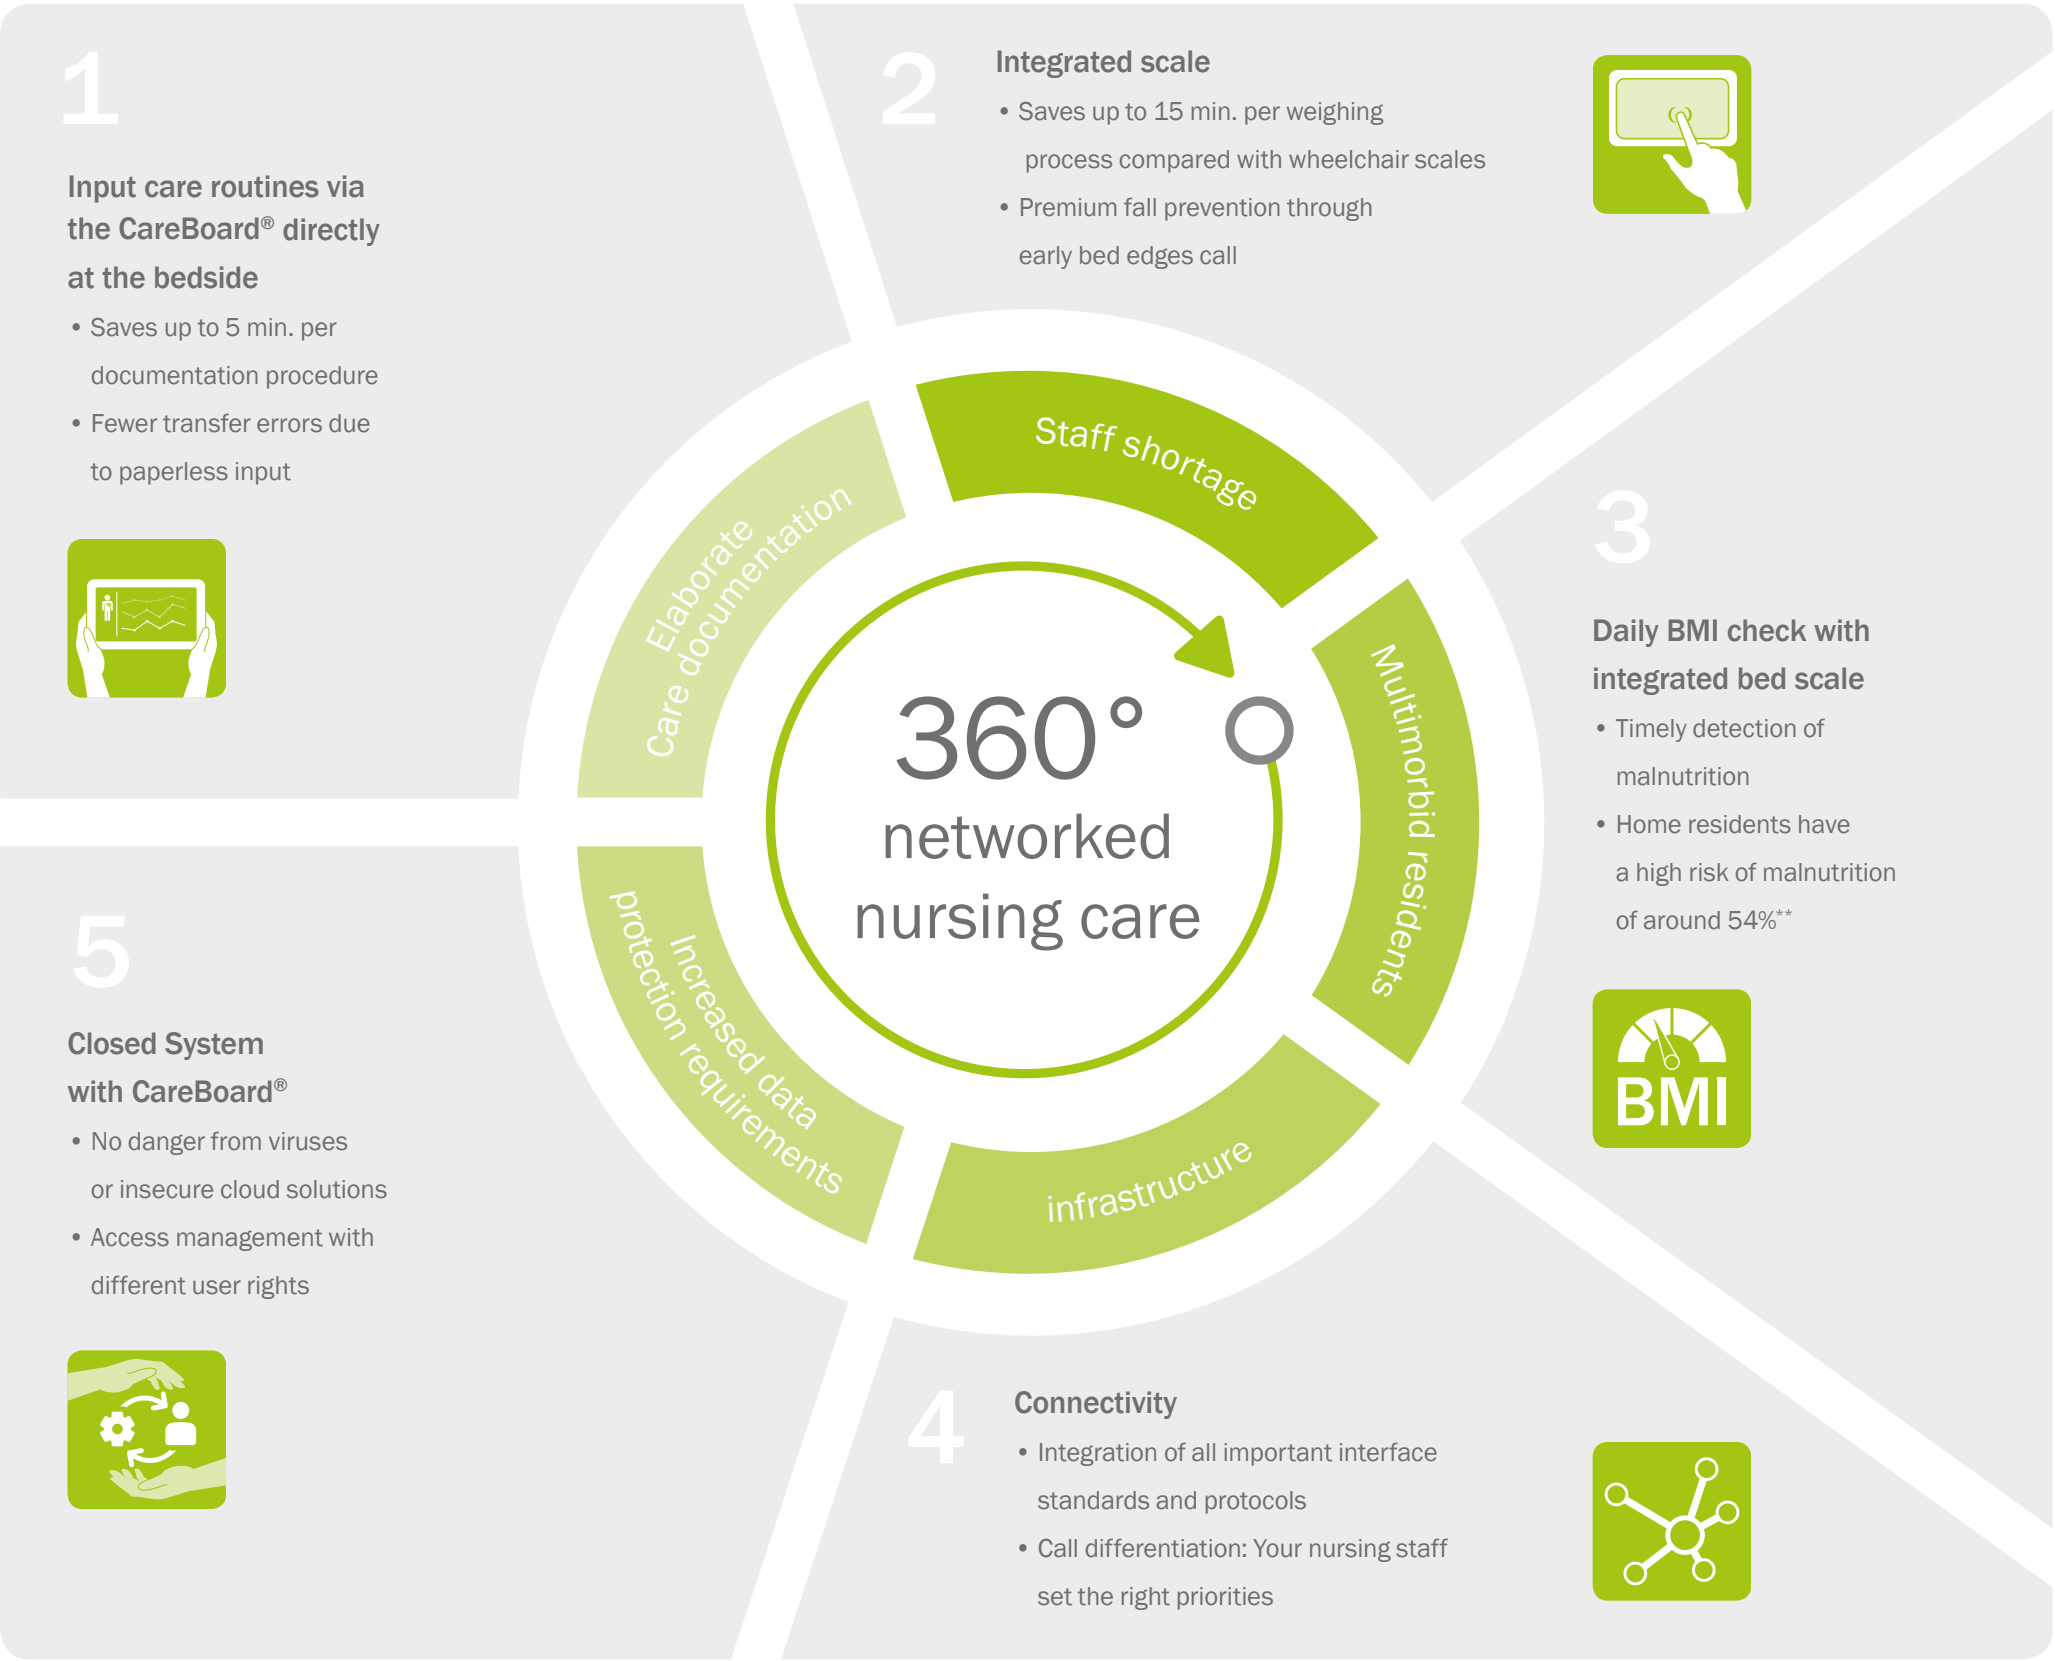 1
Input care routines via
the CareBoard® directly
at the bedside
• Saves up to 5 min. per
documentation procedure
• Fewer transfer errors due
to paperless input
2
Integrated scale
• Saves up to 15 min. per weighing
process compared with wheelchair scales
• Premium fall prevention through
early bed edges call
3
Daily BMI check with
integrated bed scale
• Timely detection of
malnutrition
• Home residents have
a high risk of malnutrition
of around 54%**
BMI
4
Connectivity
• Integration of all important interface
standards and protocols
• Call differentiation: Your nursing staff
set the right priorities
5
Closed System
with CareBoard®
• No danger from viruses
or insecure cloud solutions
• Access management with
different user rights
Elaborate
Care documentation
Staff shortage
Multimorbid residents
infrastructure
Increased data
protection requirements
360°
networked
nursing care